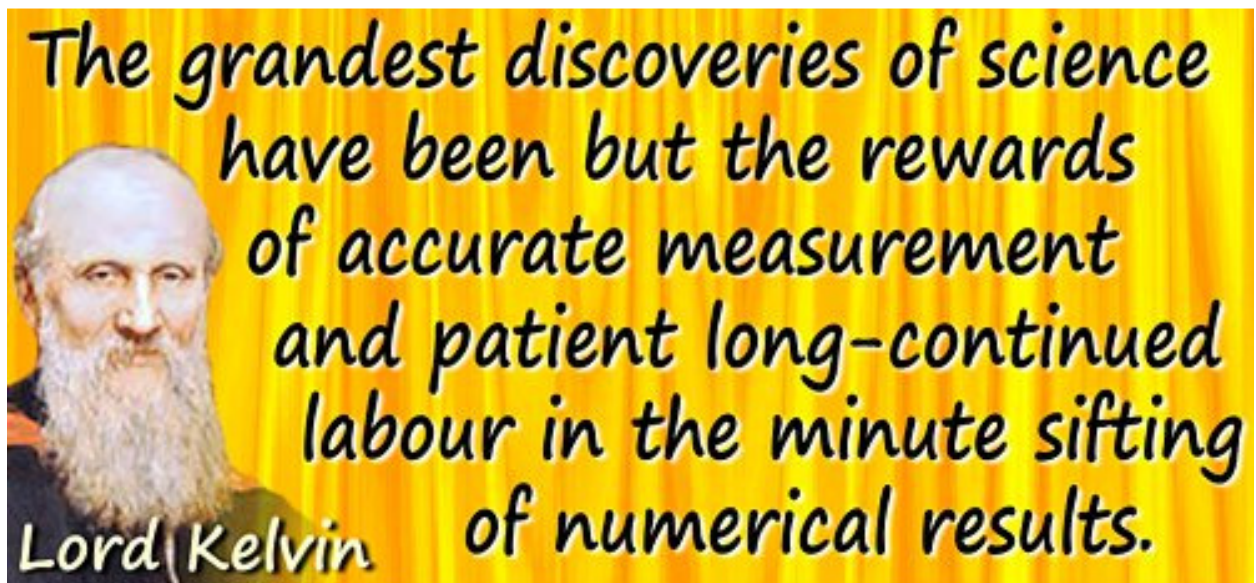 The grandest discoveries of science
have been but the rewards
of accurate measurement
and patient long-continued
labour in the minute sifting
of numerical results.
Lord Kelvin